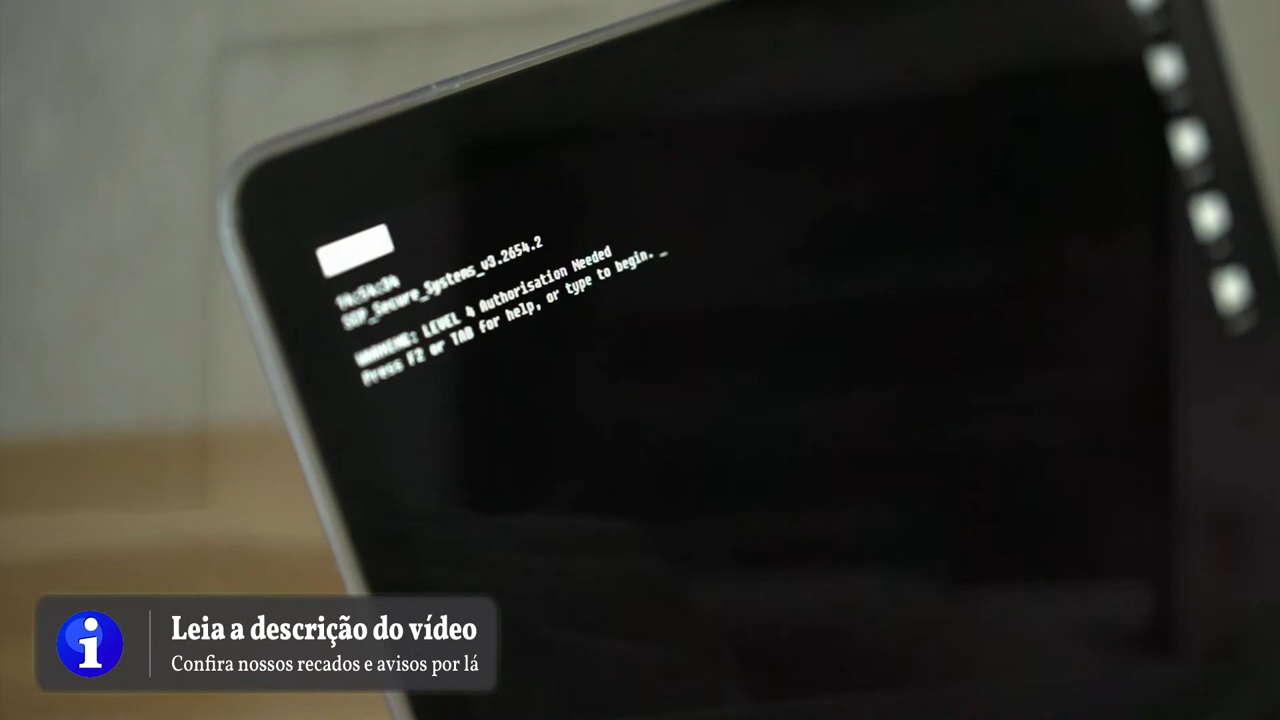 14:54:34
SCP_Secure_Systems_v3.2654.2
WARNING: LEVEL 4 Authorisation Needed
Press F2 or TAB for help, or type to begin. _
Leia a descrição do vídeo
Confira nossos recados e avisos por lá